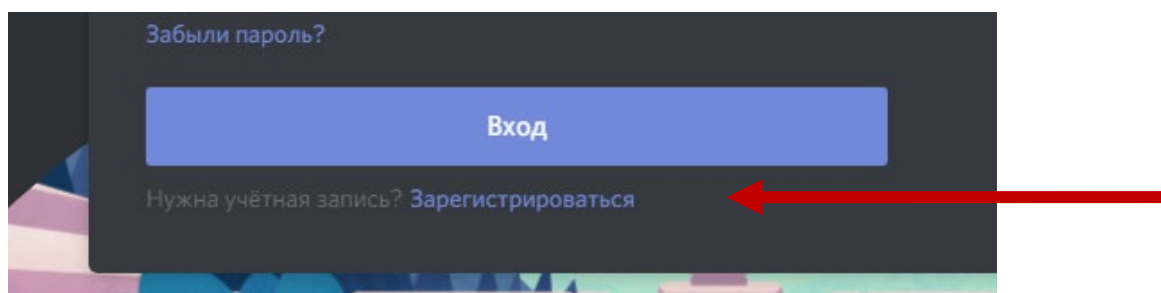 Забыли пароль?
Вход
Нужна учётная запись? Зарегистрироваться